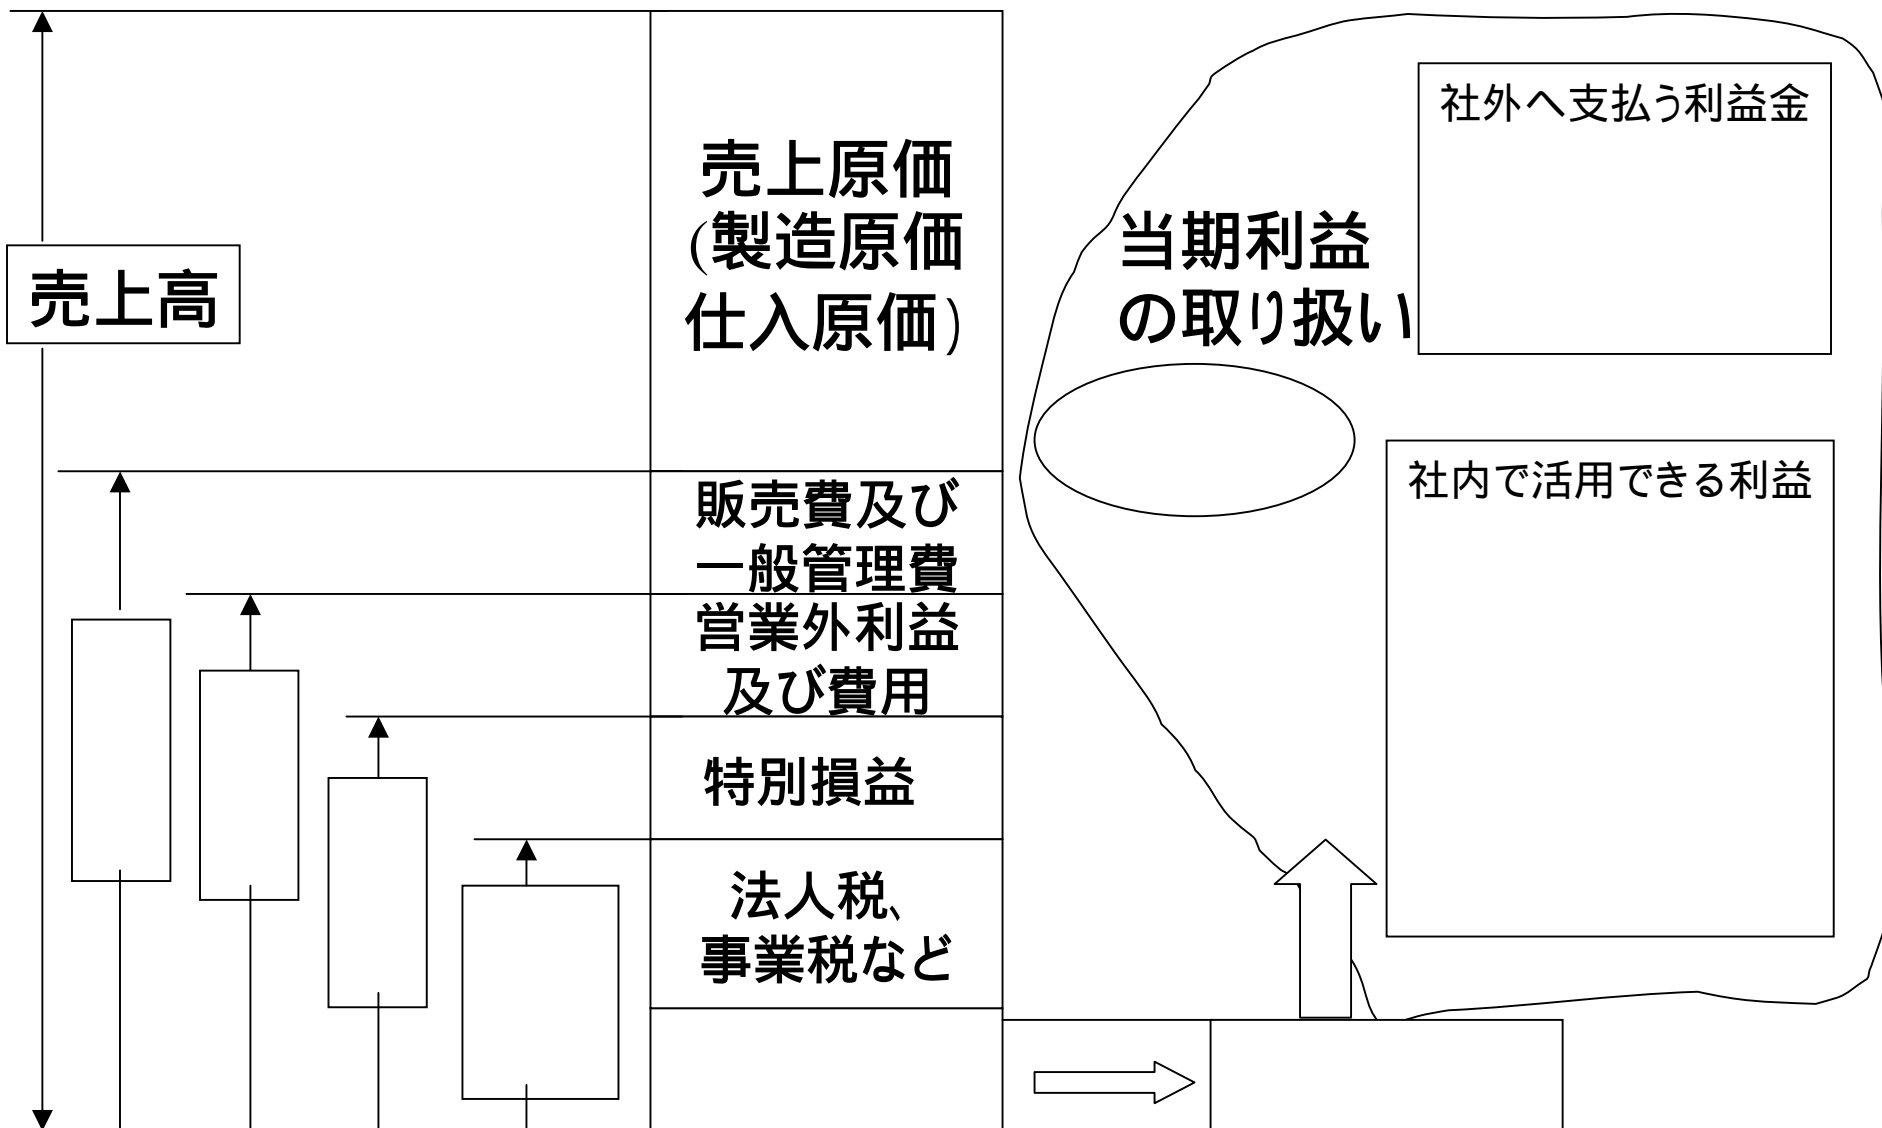 売上高
売上原価
(製造原価
仕入原価)
販売費及び
一般管理費
営業外利益
及び費用
特別損益
法人税、
事業税など
当期利益
の取り扱い
社外へ支払う利益金
社内で活用できる利益